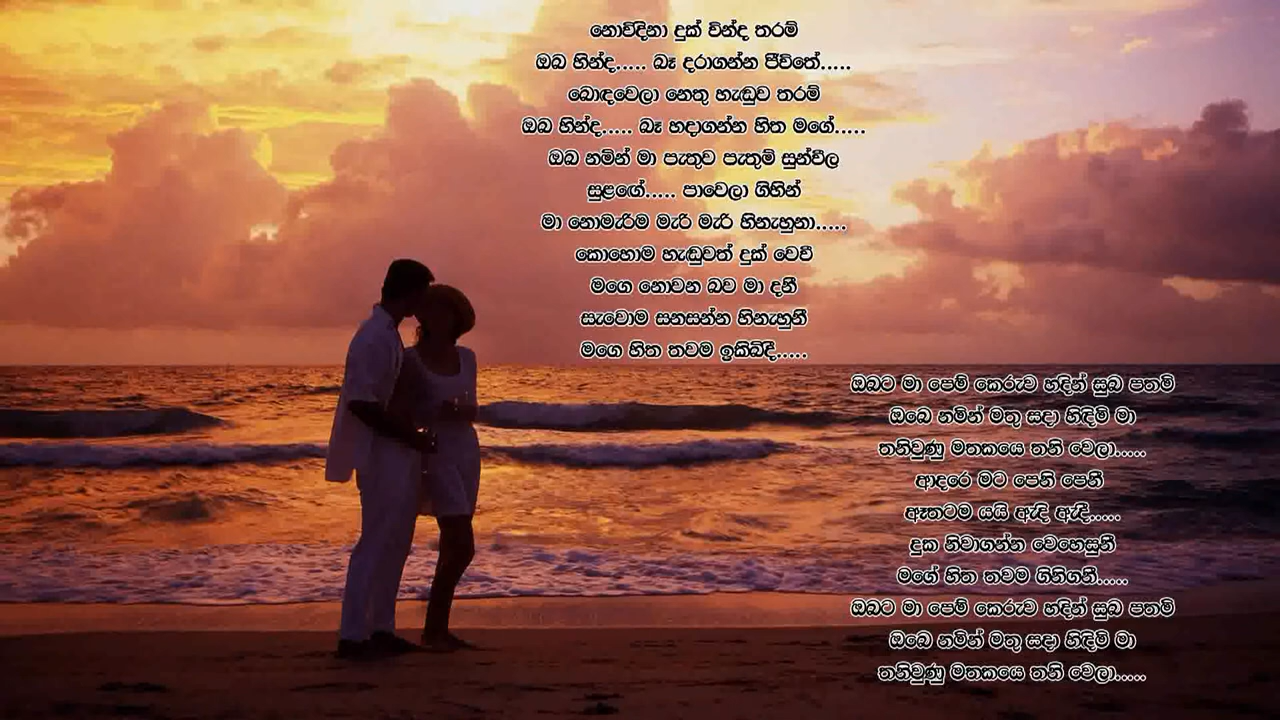 නොවිදිනා දුක් වින්ද තරම්
ඔබ හින්ද..... බෑ දරාගන්න ජීවිතේ.....
බොඳවෙලා නෙතු හැඬුව තරම්
ඔබ හින්ද..... බෑ හදාගන්න හිත මගේ.....
ඔබ නමින් මා පැතුව පැතුම් සුන්වීල
සුළඟේ..... පාවෙලා ගිහින්
මා නොමැරිම මැරි මැරි හිනැහුනා.....
කොහොම හැඬුවත් දුක් වෙවී
මගෙ නොවන බව මා දනී
සැවොම සනසන්න හිනැහුනී
මගෙ හිත තවම ඉකිබිඳී.....
ඔබට මා පෙම් කෙරුව හදින් සුබ පතමි
ඔබෙ නමින් මතු සදා හිඳිමි මා
තනිවුණු මතකයෙ තනි වෙලා.....
ආදරෙ මට පෙනි පෙනී
ඈතටම යයි ඇදි ඇදි.....
දුක නිවාගන්න වෙහෙසුනී
මගේ හිත තවම ගිනිගනී.....
ඔබට මා පෙම් කෙරුව හදින් සුබ පතමි
ඔබෙ නමින් මතු සදා හිඳිමි මා
තනිවුණු මතකයෙ තනි වෙලා.....